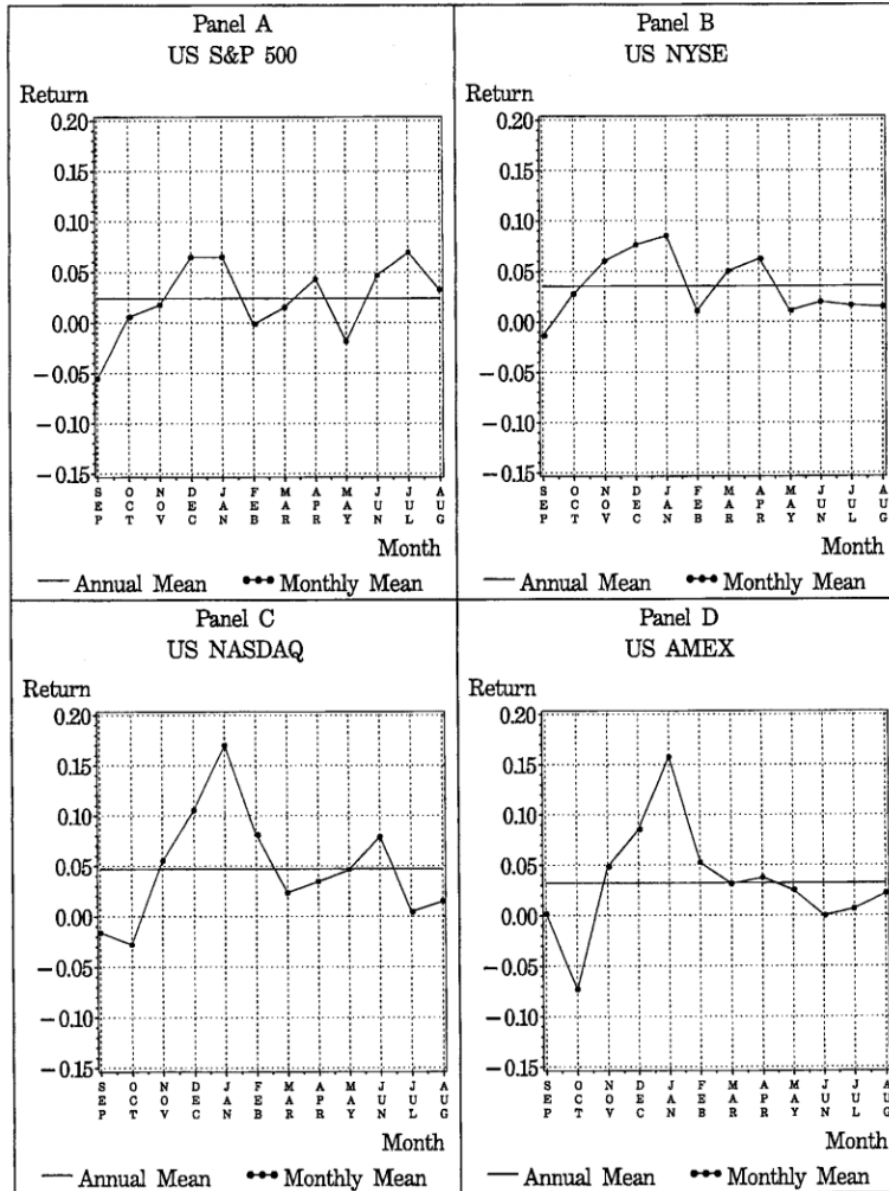 Panel A
US S&P 500
Return
0.20
0.15
0.10
0.05
0.00
−0.05
−0.10
−0.15
SEP OCT NOV DEC JAN FEB MAR APR MAY JUN JUL AUG
Month
Annual Mean Monthly Mean
Panel B
US NYSE
Return
0.20
0.15
0.10
0.05
0.00
−0.05
−0.10
−0.15
SEP OCT NOV DEC JAN FEB MAR APR MAY JUN JUL AUG
Month
Annual Mean Monthly Mean
Panel C
US NASDAQ
Return
0.20
0.15
0.10
0.05
0.00
−0.05
−0.10
−0.15
SEP OCT NOV DEC JAN FEB MAR APR MAY JUN JUL AUG
Month
Annual Mean Monthly Mean
Panel D
US AMEX
Return
0.20
0.15
0.10
0.05
0.00
−0.05
−0.10
−0.15
SEP OCT NOV DEC JAN FEB MAR APR MAY JUN JUL AUG
Month
Annual Mean Monthly Mean